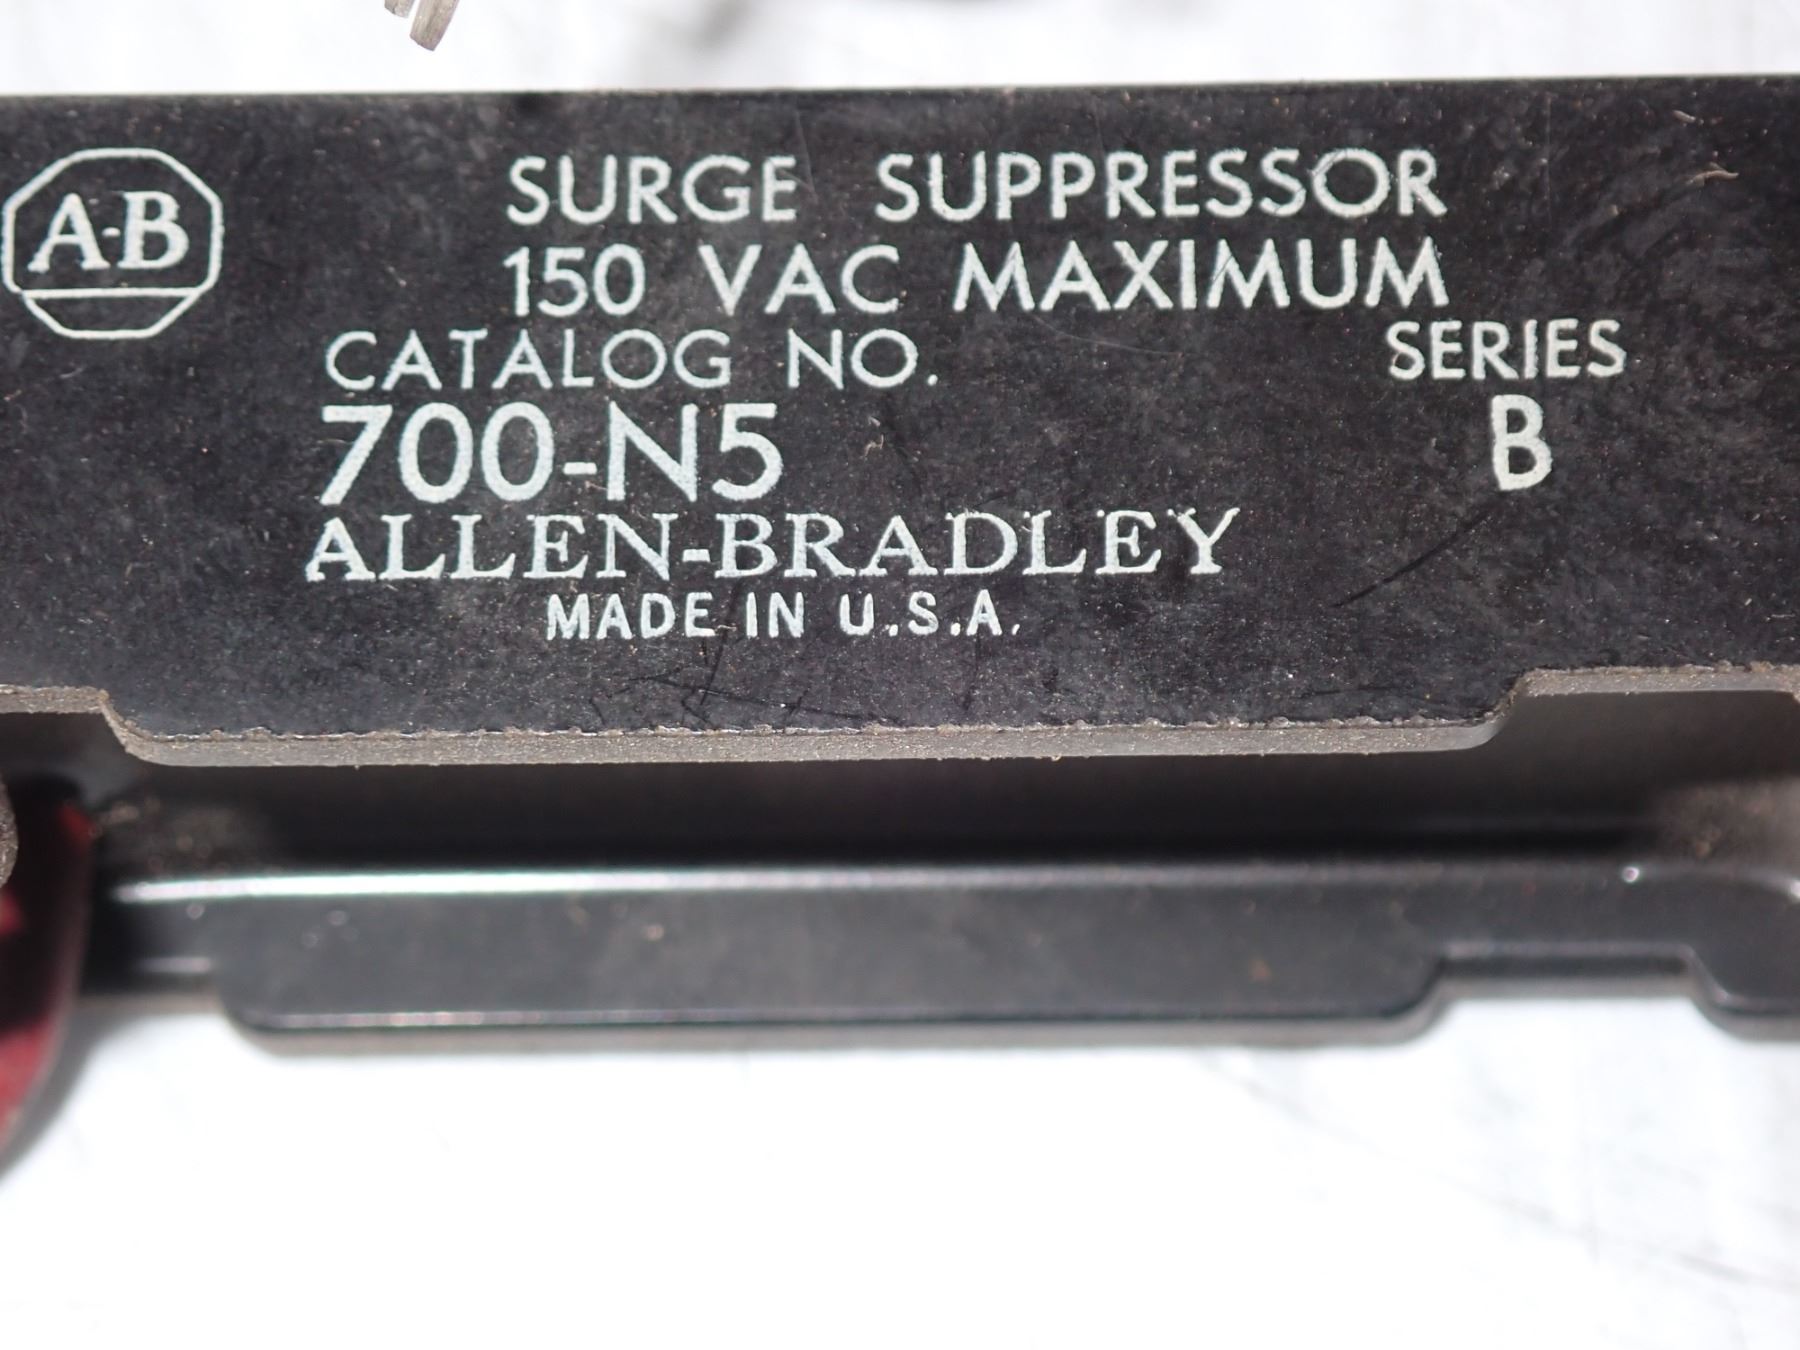 A-B
SURGE SUPPRESSOR
150 VAC MAXIMUM
CATALOG NO.
SERIES
700-N5
B
ALLEN-BRADLEY
MADE IN U.S.A.